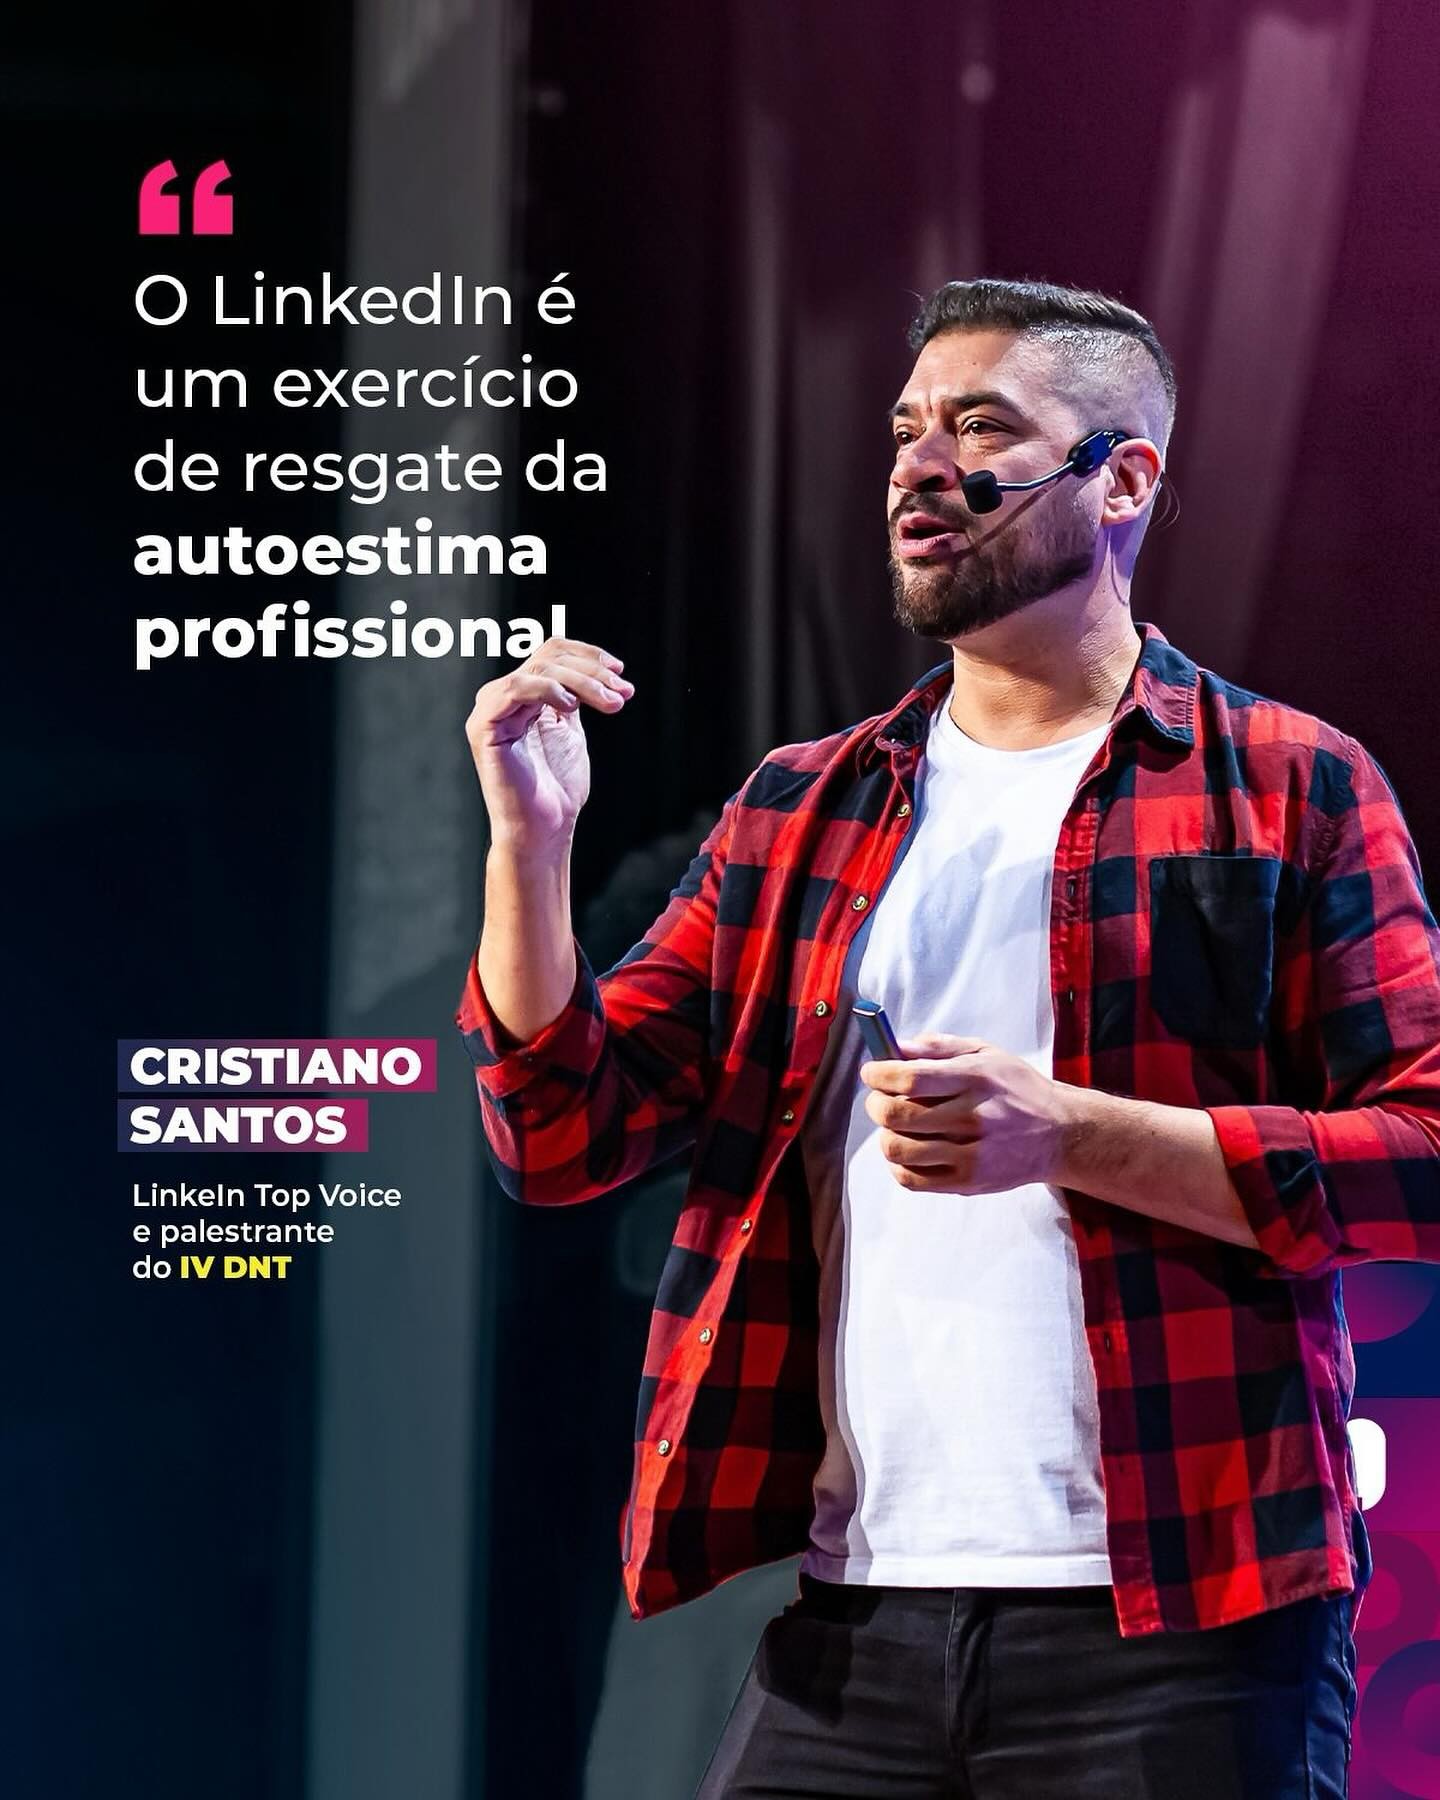 “
O LinkedIn é
um exercício
de resgate da
autoestima
profissional
CRISTIANO
SANTOS
LinkeIn Top Voice
e palestrante
do IV DNT